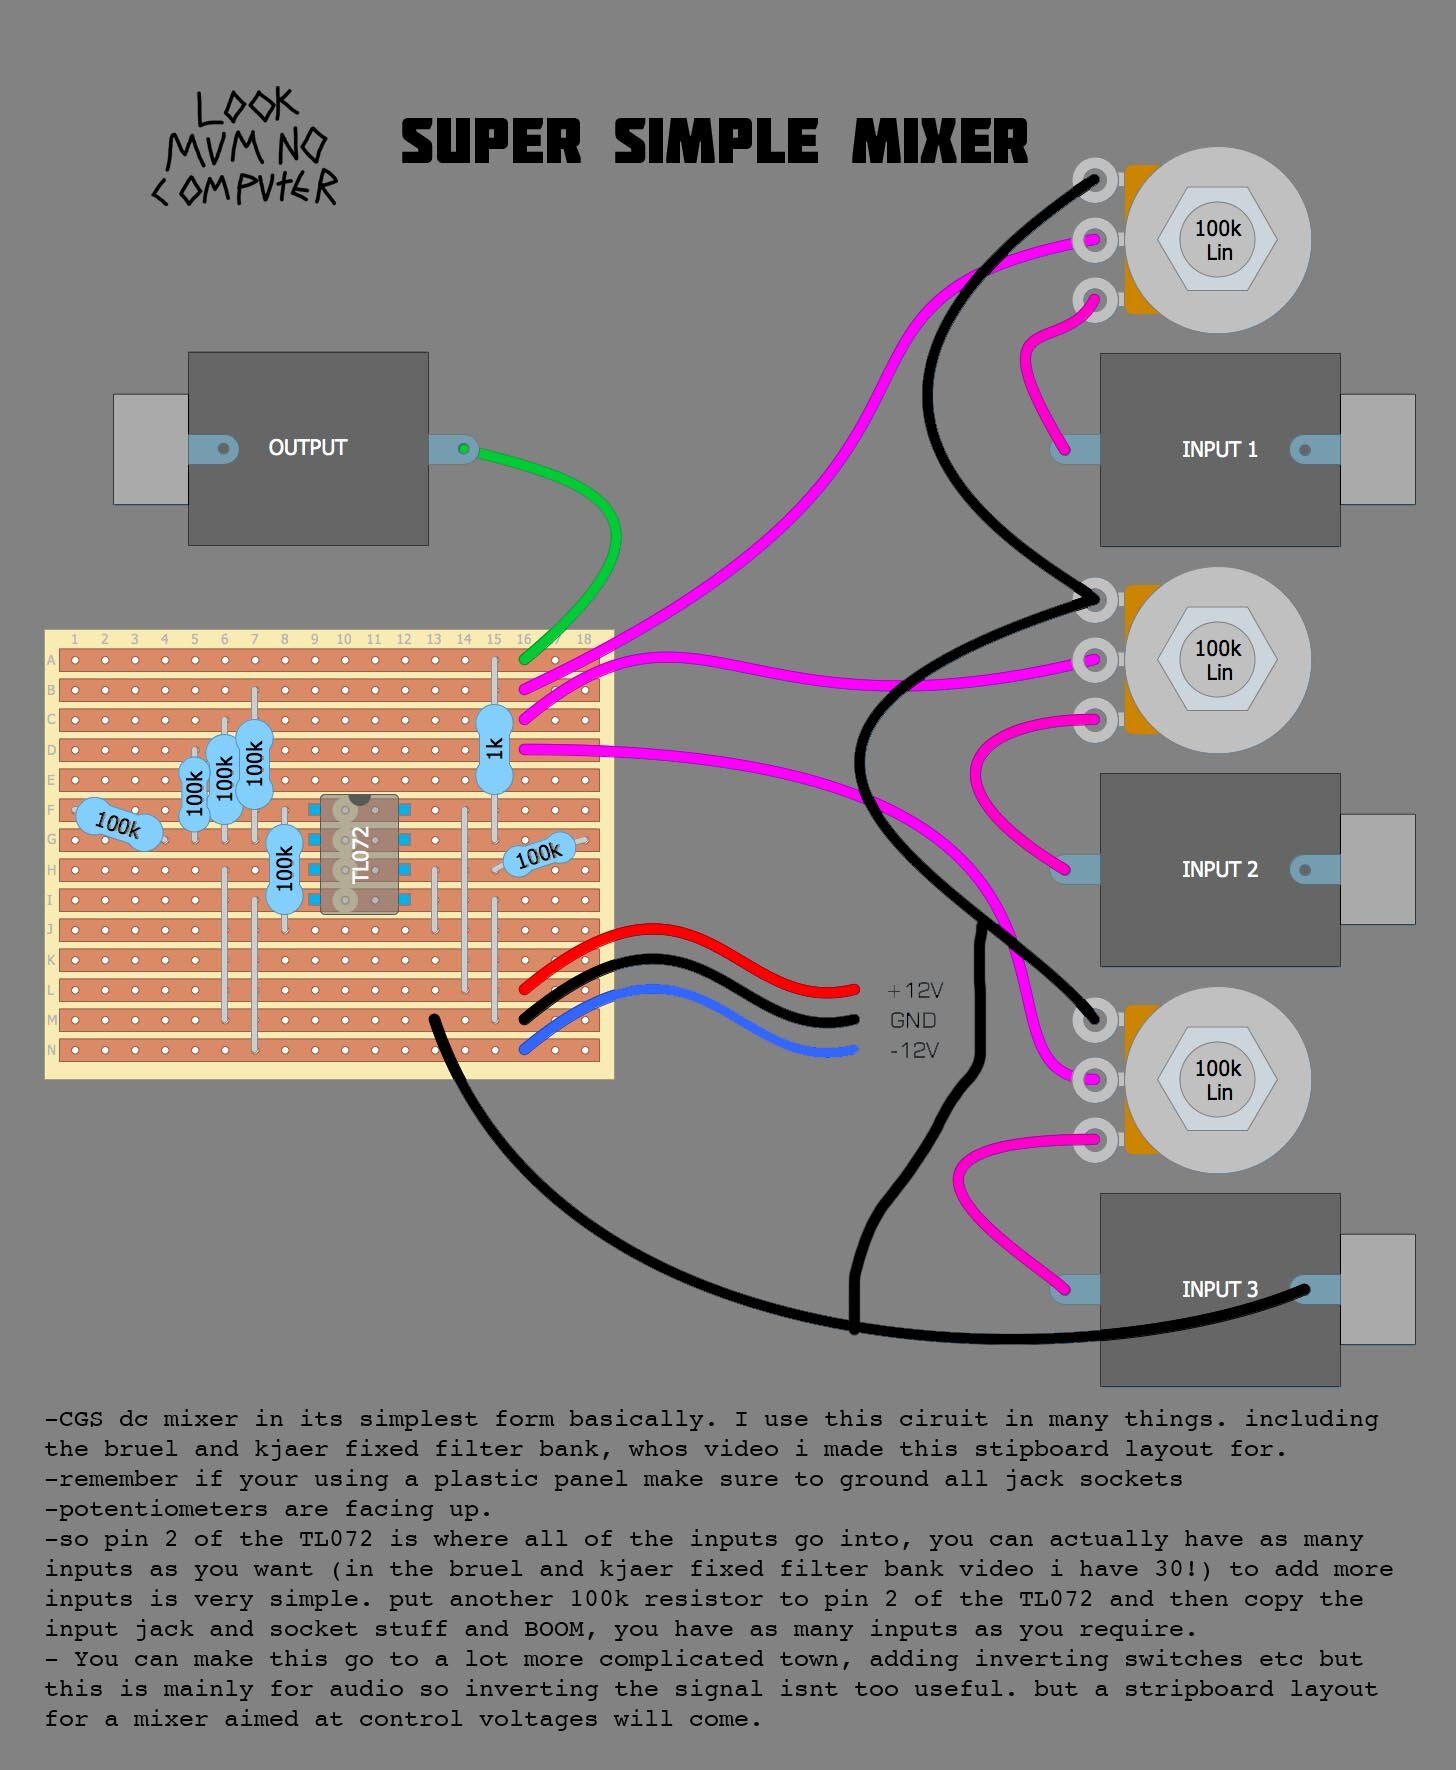 LOOK
MUM NO
COMPUTER
SUPER SIMPLE MIXER
100k
Lin
OUTPUT
INPUT 1
1 2 3 4 5 6 7 8 9 10 11 12 13 14 15 16 18
A
B
C
D
E
F
G
H
I
J
K
L
M
N
100k
100k
100k
100k
100k
TL072
1k
100k
100k
Lin
INPUT 2
+12V
GND
-12V
100k
Lin
INPUT 3
-CGS dc mixer in its simplest form basically. I use this ciruit in many things. including
the bruel and kjaer fixed filter bank, whos video i made this stipboard layout for.
-remember if your using a plastic panel make sure to ground all jack sockets
-potentiometers are facing up.
-so pin 2 of the TL072 is where all of the inputs go into, you can actually have as many
inputs as you want (in the bruel and kjaer fixed filter bank video i have 30!) to add more
inputs is very simple. put another 100k resistor to pin 2 of the TL072 and then copy the
input jack and socket stuff and BOOM, you have as many inputs as you require.
- You can make this go to a lot more complicated town, adding inverting switches etc but
this is mainly for audio so inverting the signal isnt too useful. but a stripboard layout
for a mixer aimed at control voltages will come.